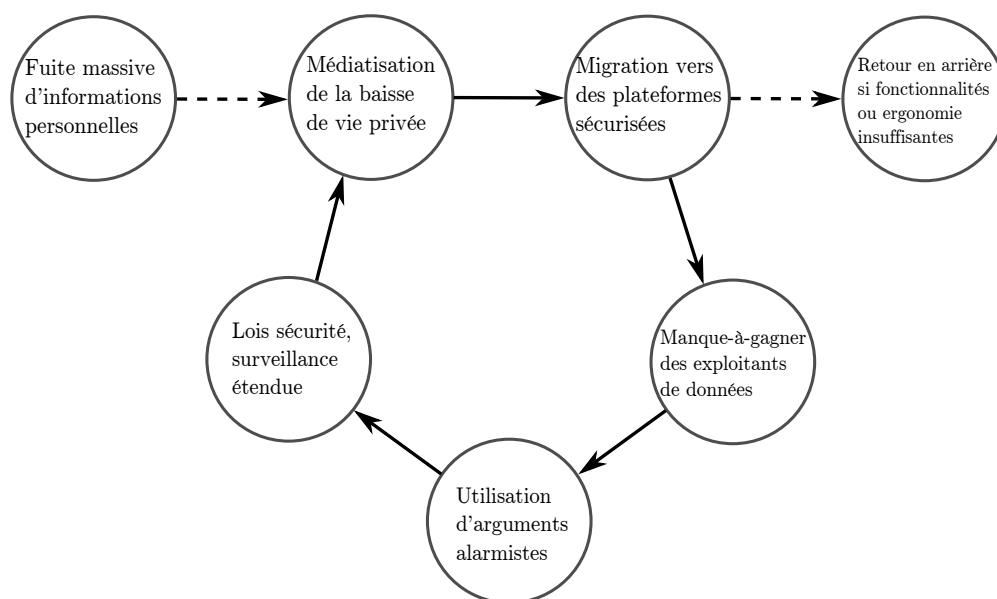 Fuite massive
d'informations
personnelles
Médiatisation
de la baisse
de vie privée
Migration vers
des plateformes
sécurisées
Retour en arrière
si fonctionnalités
ou ergonomie
insuffisantes
Lois sécurité,
surveillance
étendue
Manque-à-gagner
des exploitants
de données
Utilisation
d'arguments
alarmistes